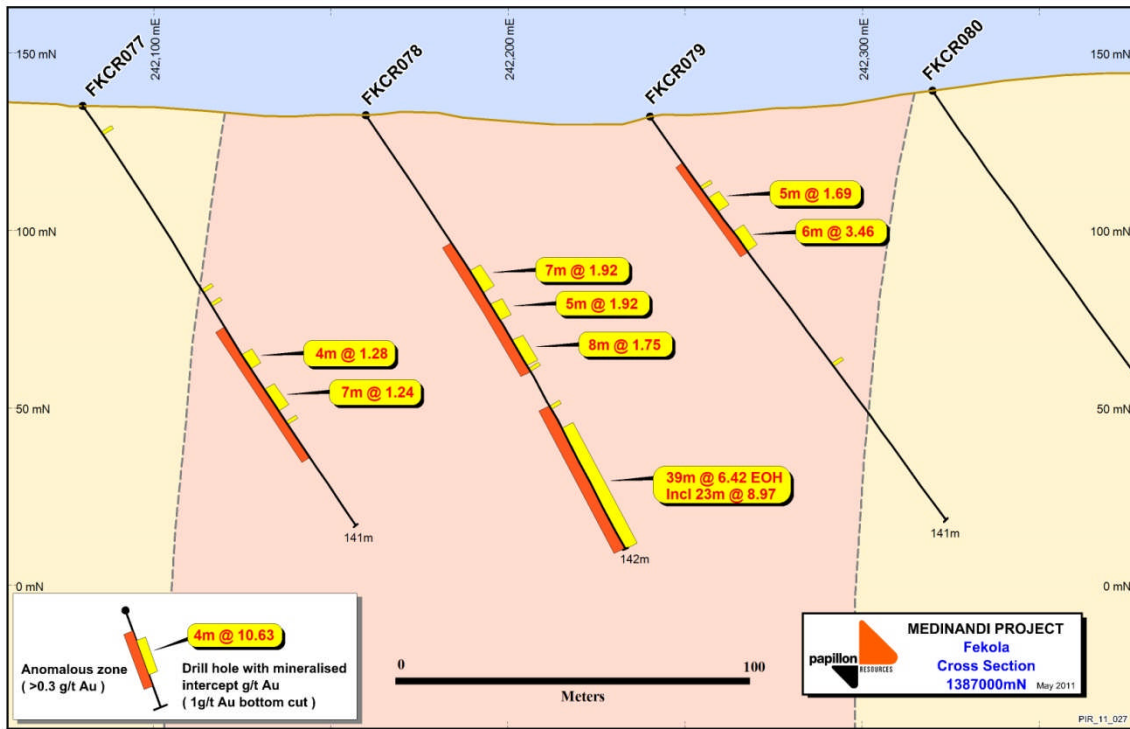 242,100 mE
242,200 mE
242,300 mE
FKCR077
FKCR078
FKCR079
FKCR080
150 mN
150 mN
5m @ 1.69
100 mN
6m @ 3.46
100 mN
7m @ 1.92
5m @ 1.92
8m @ 1.75
4m @ 1.28
7m @ 1.24
50 mN
50 mN
39m @ 6.42 EOH
Incl 23m @ 8.97
141m
142m
141m
0 mN
0 mN
4m @ 10.63
Anomalous zone
( >0.3 g/t Au )
Drill hole with mineralised
intercept g/t Au
( 1g/t Au bottom cut )
0
100
Meters
papillon
RESOURCES
MEDINANDI PROJECT
Fekola
Cross Section
1387000mN May 2011
PIR_11_027